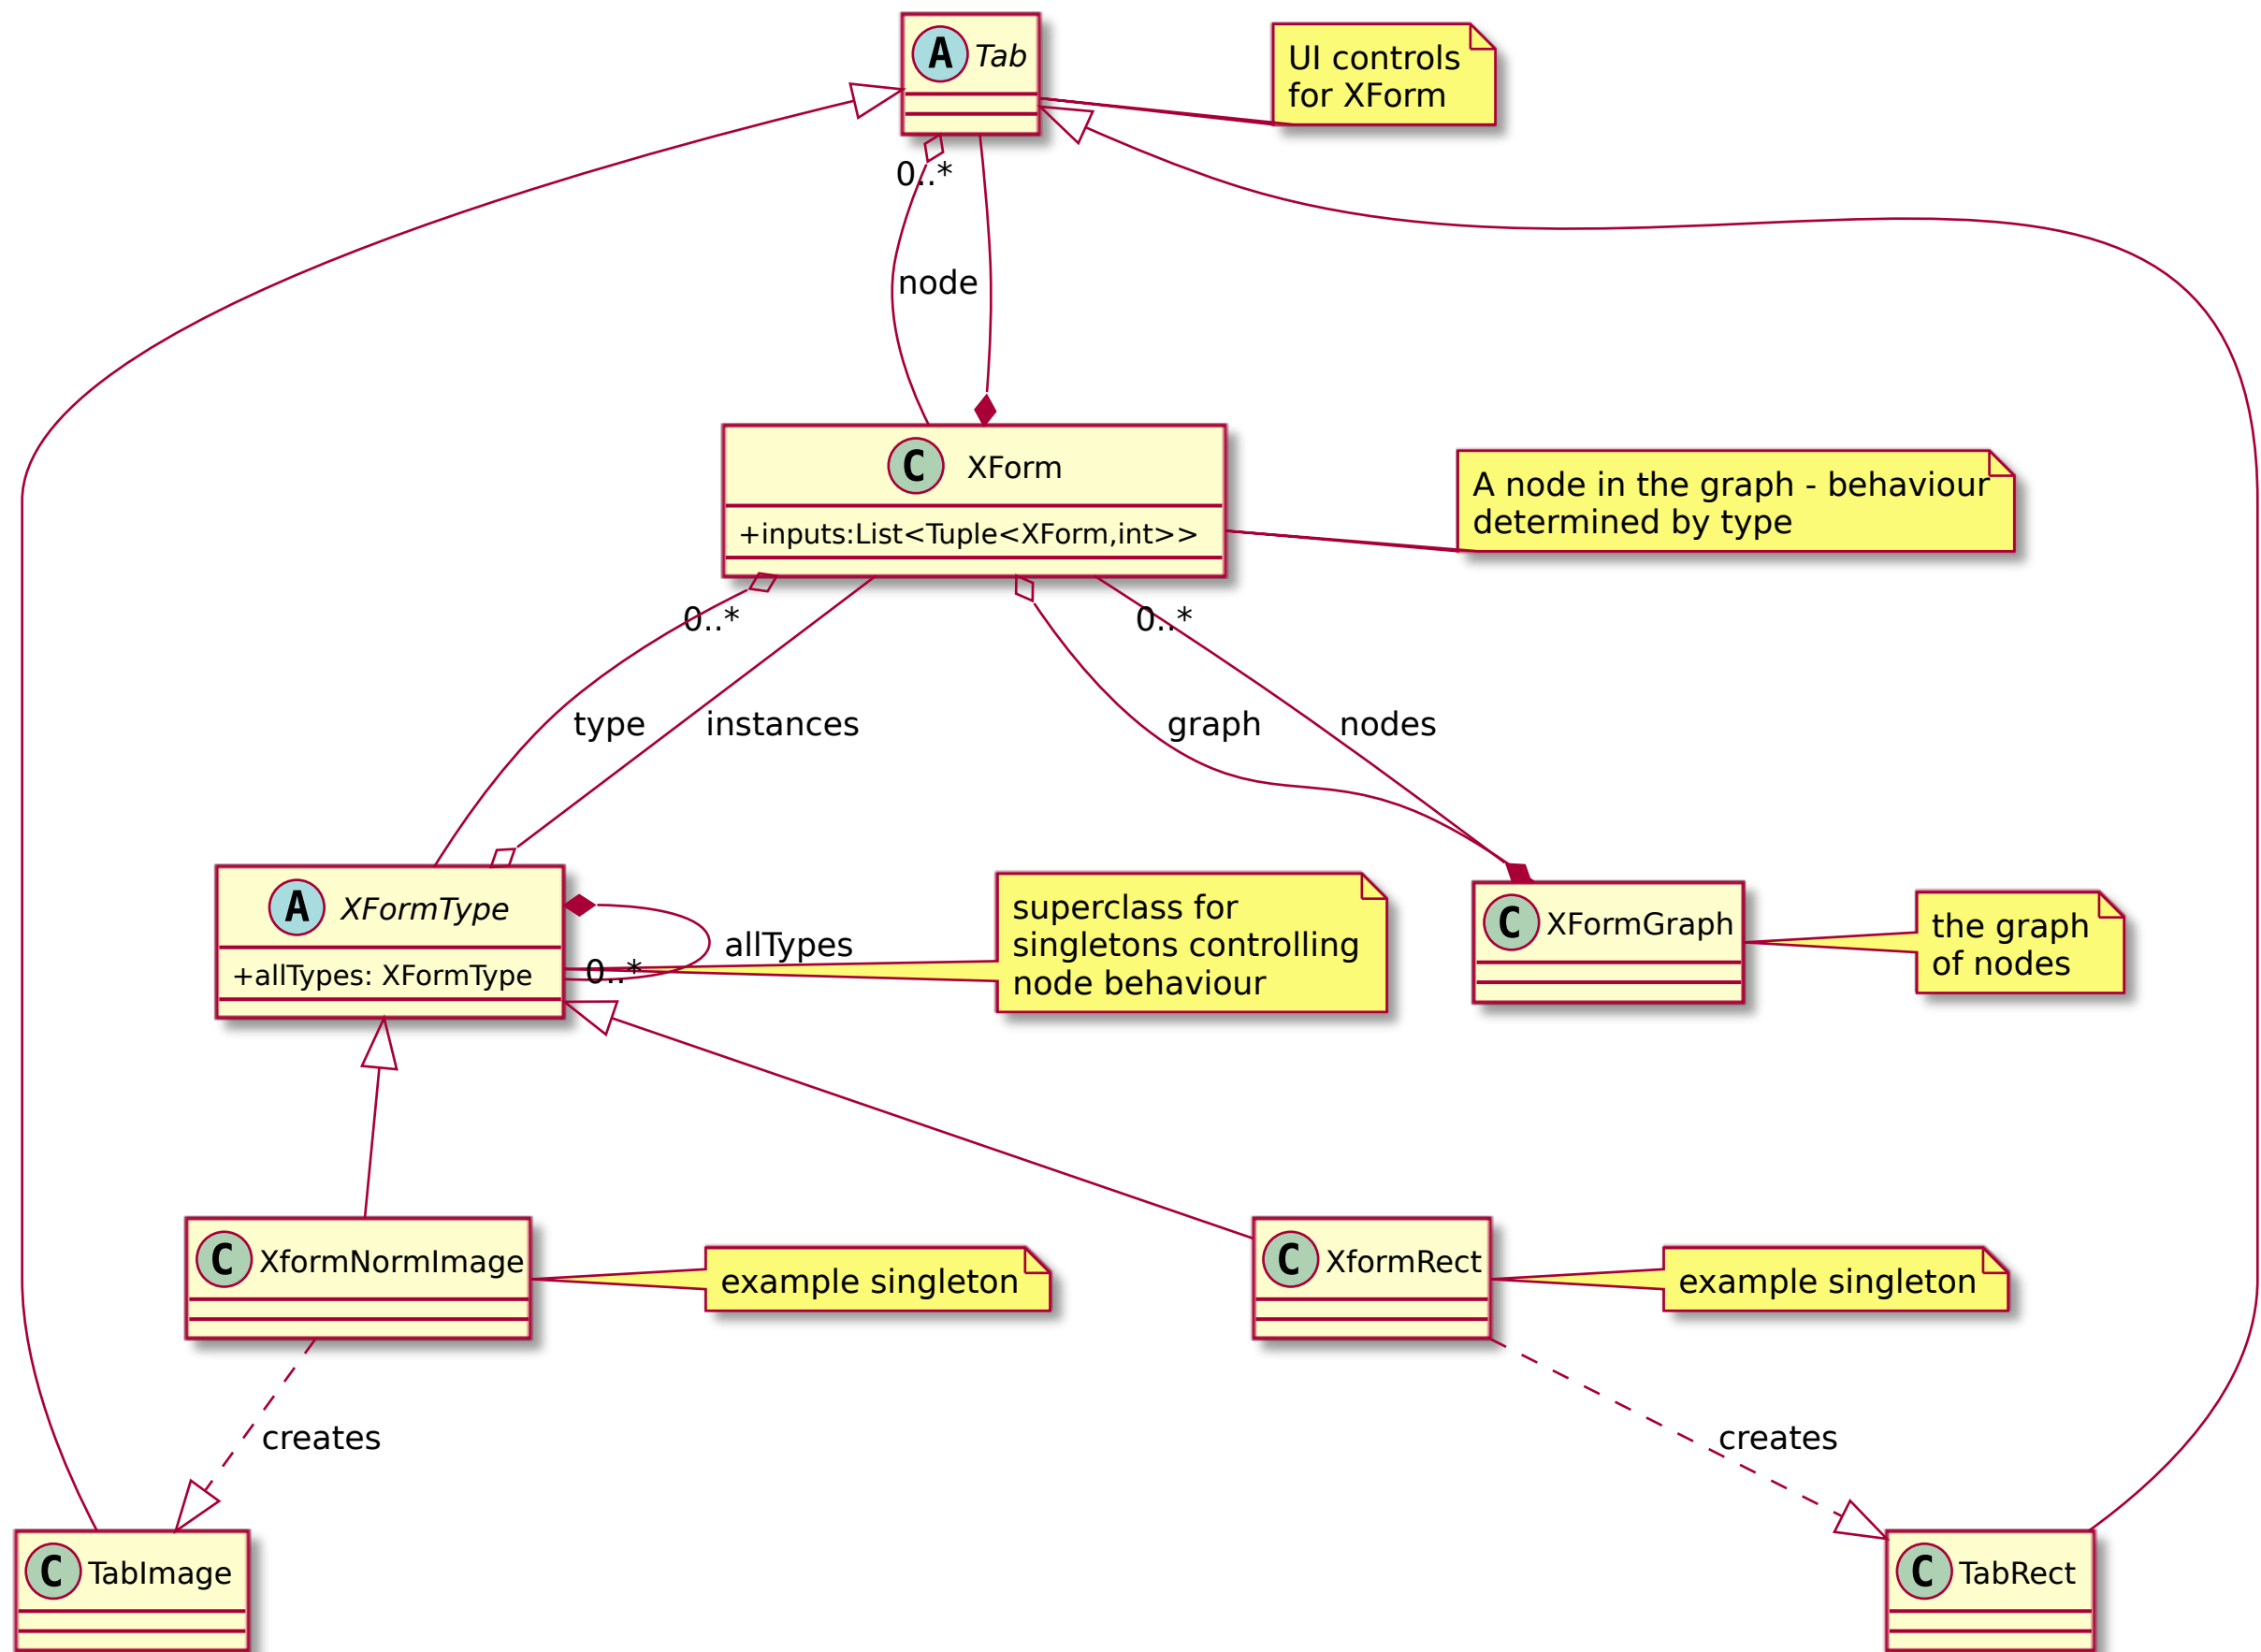 A Tab
UI controls
for XForm
0..*
node
C XForm
+inputs:List<Tuple<XForm,int>>
A node in the graph - behaviour
determined by type
0..*
0..*
type
instances
graph
nodes
A XFormType
+allTypes: XFormType
allTypes
0..*
superclass for
singletons controlling
node behaviour
C XFormGraph
the graph
of nodes
C XformNormImage
example singleton
C XformRect
example singleton
creates
creates
C TabImage
C TabRect